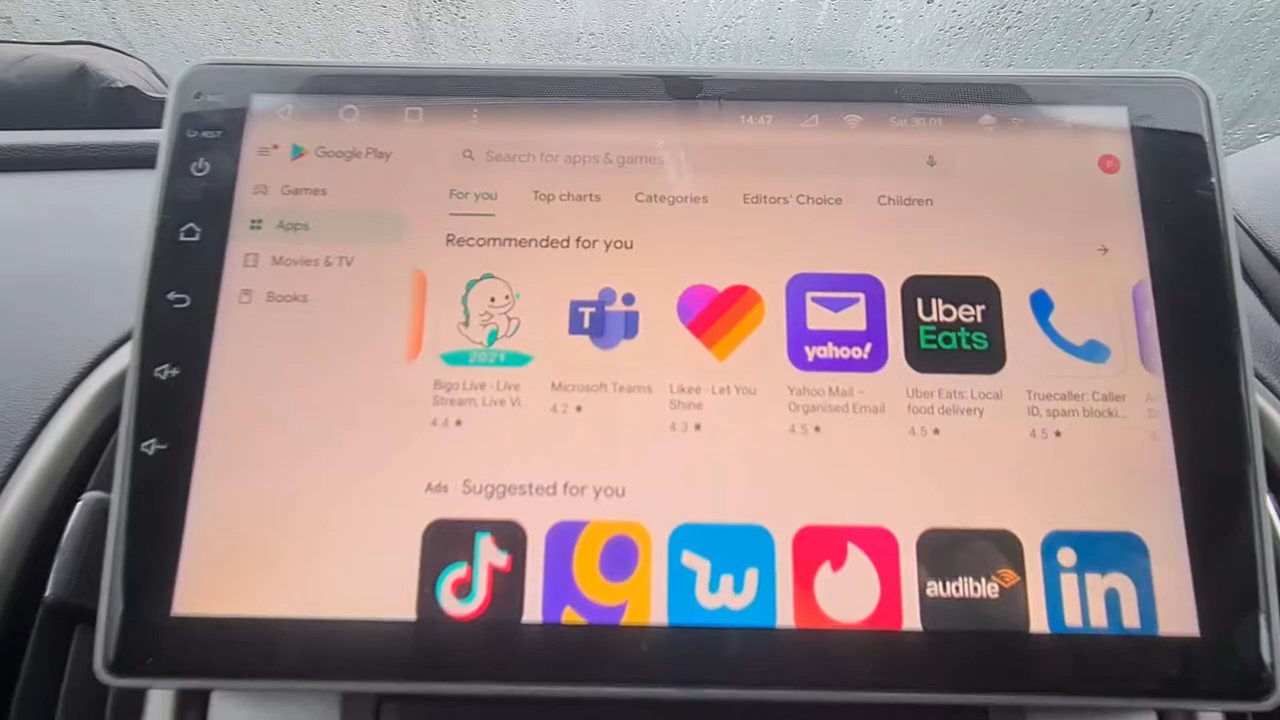 14:47
Sat 30.01
RST
Google Play
Search for apps & games
P
Games
Apps
Movies & TV
Books
For you
Top charts
Categories
Editors' Choice
Children
Recommended for you
2021
T
yahoo!
Uber
Eats
Bigo Live - Live
Stream, Live Vi..
4.4 ★
Microsoft Teams
4.2 ★
Likee - Let You
Shine
4.3 ★
Yahoo Mail –
Organised Email
4.5 ★
Uber Eats: Local
food delivery
4.5 ★
Truecaller: Caller
ID, spam blocki...
4.5 ★
Ads · Suggested for you
audible
in